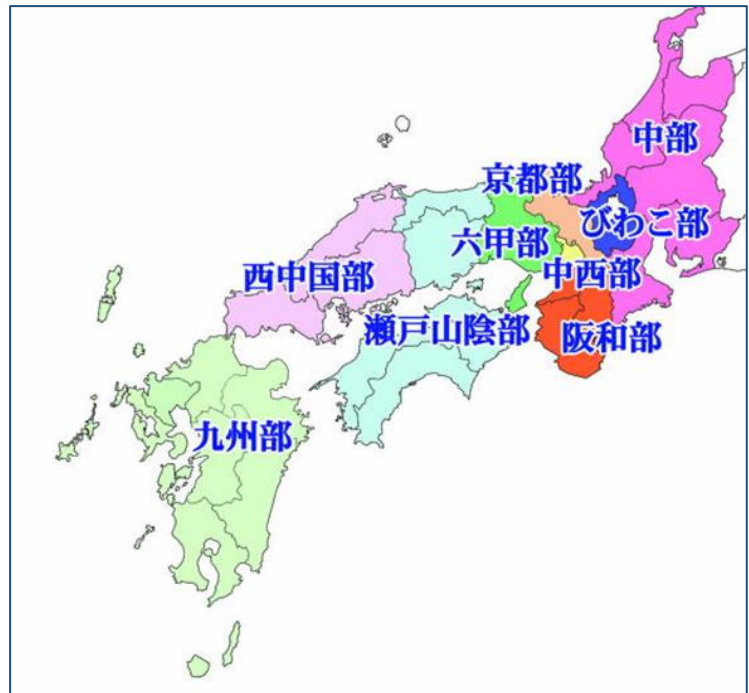 中部
京都部
びわこ部
六甲部
中西部
西中国部
瀬戸山陰部
阪和部
九州部